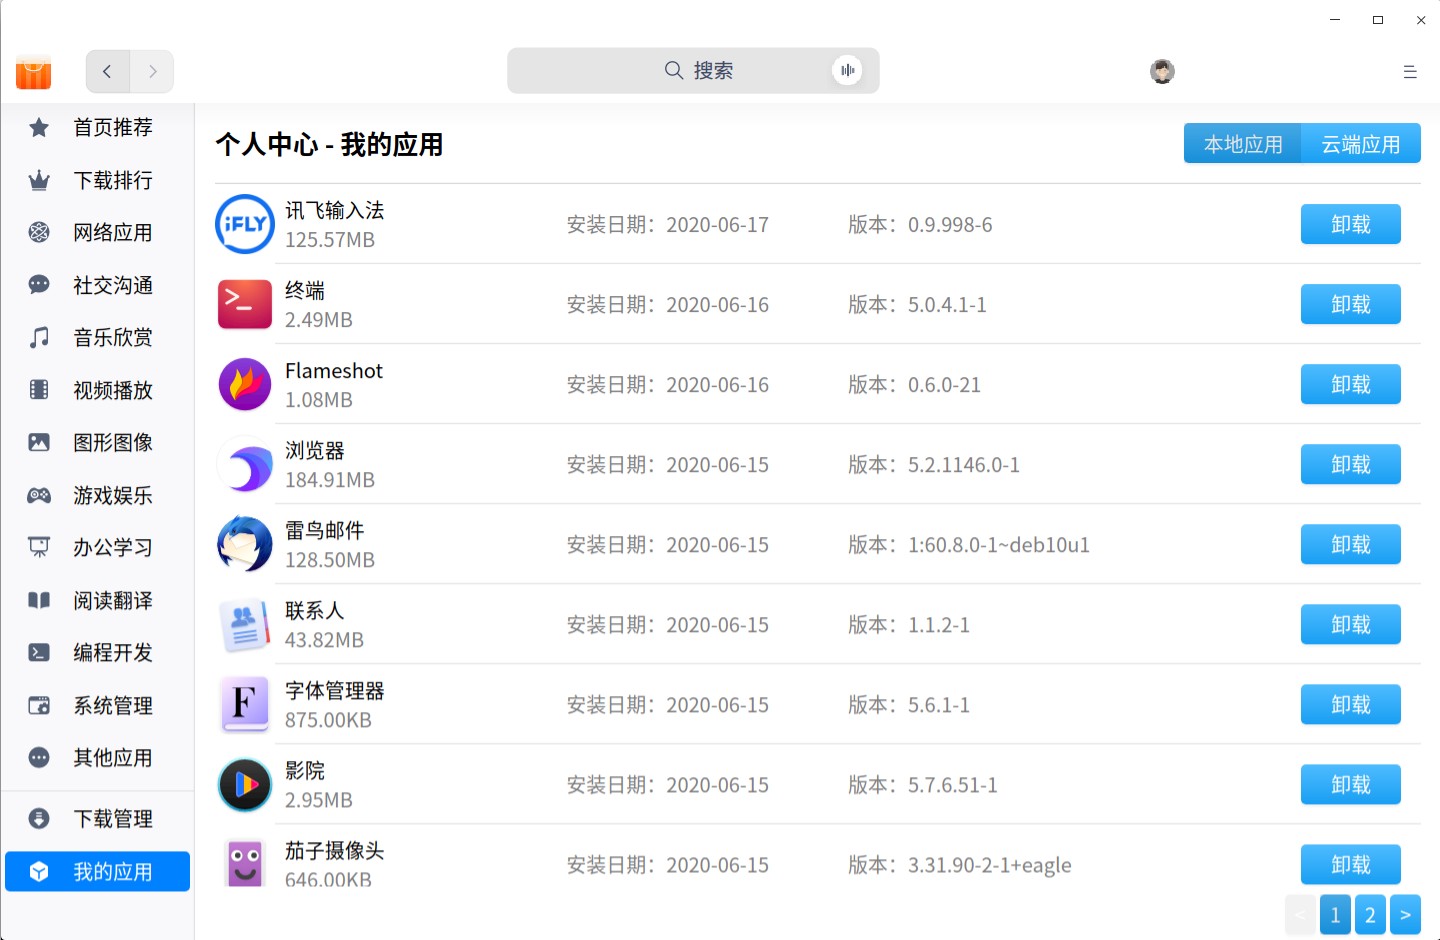 搜索
首页推荐
下载排行
网络应用
社交沟通
音乐欣赏
视频播放
图形图像
游戏娱乐
办公学习
阅读翻译
编程开发
系统管理
其他应用
下载管理
我的应用
个人中心 - 我的应用
本地应用 云端应用
iFLY
讯飞输入法
125.57MB
安装日期：2020-06-17
版本：0.9.998-6
卸载
终端
2.49MB
安装日期：2020-06-16
版本：5.0.4.1-1
卸载
Flameshot
1.08MB
安装日期：2020-06-16
版本：0.6.0-21
卸载
浏览器
184.91MB
安装日期：2020-06-15
版本：5.2.1146.0-1
卸载
雷鸟邮件
128.50MB
安装日期：2020-06-15
版本：1:60.8.0-1~deb10u1
卸载
联系人
43.82MB
安装日期：2020-06-15
版本：1.1.2-1
卸载
F
字体管理器
875.00KB
安装日期：2020-06-15
版本：5.6.1-1
卸载
影院
2.95MB
安装日期：2020-06-15
版本：5.7.6.51-1
卸载
茄子摄像头
646.00KB
安装日期：2020-06-15
版本：3.31.90-2-1+eagle
卸载
< 1 2 >